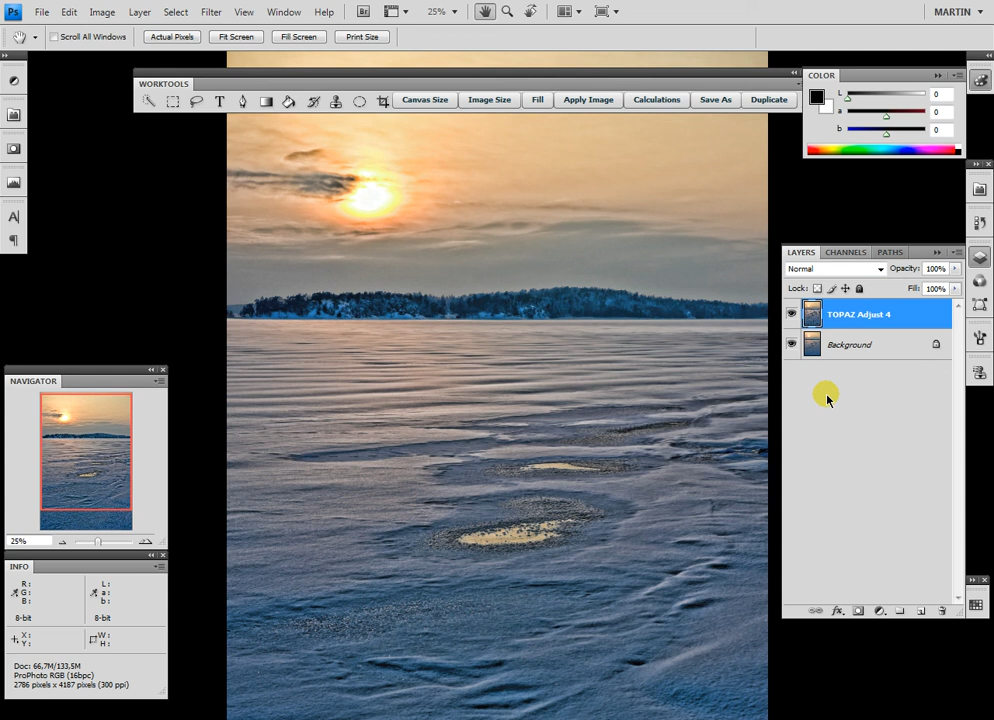 Ps File Edit Image Layer Select Filter View Window Help Br 25% MARTIN
Scroll All Windows Actual Pixels Fit Screen Fill Screen Print Size
WORKTOOLS
T Canvas Size Image Size Fill Apply Image Calculations Save As Duplicate
COLOR
L 0
a 0
b 0
A
LAYERS CHANNELS PATHS
Normal Opacity: 100%
Lock: Fill: 100%
TOPAZ Adjust 4
Background
fx
NAVIGATOR
25%
INFO
R: L:
G: a:
B: b:
8-bit 8-bit
X: W:
Y: H:
Doc: 66,7M/133,5M
ProPhoto RGB (16bpc)
2786 pixels x 4187 pixels (300 ppi)